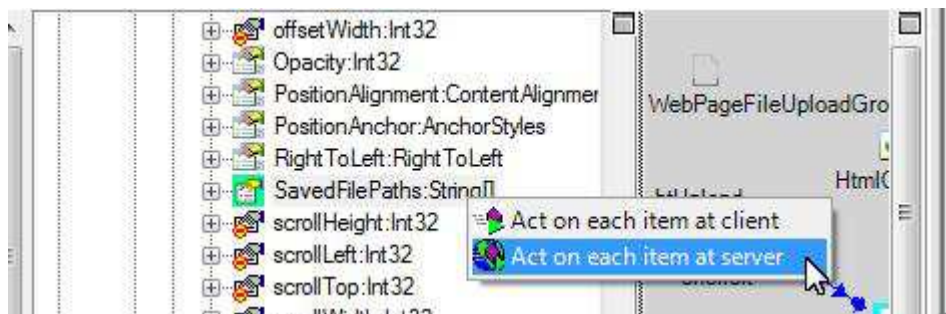 offsetWidth:Int32
Opacity:Int32
PositionAlignment:ContentAlignmer
PositionAnchor:AnchorStyles
RightToLeft:RightToLeft
SavedFilePaths:String[]
scrollHeight:Int32
scrollLeft:Int32
scrollTop:Int32
WebPageFileUploadGro
HtmlC
btUpload
Act on each item at client
Act on each item at server